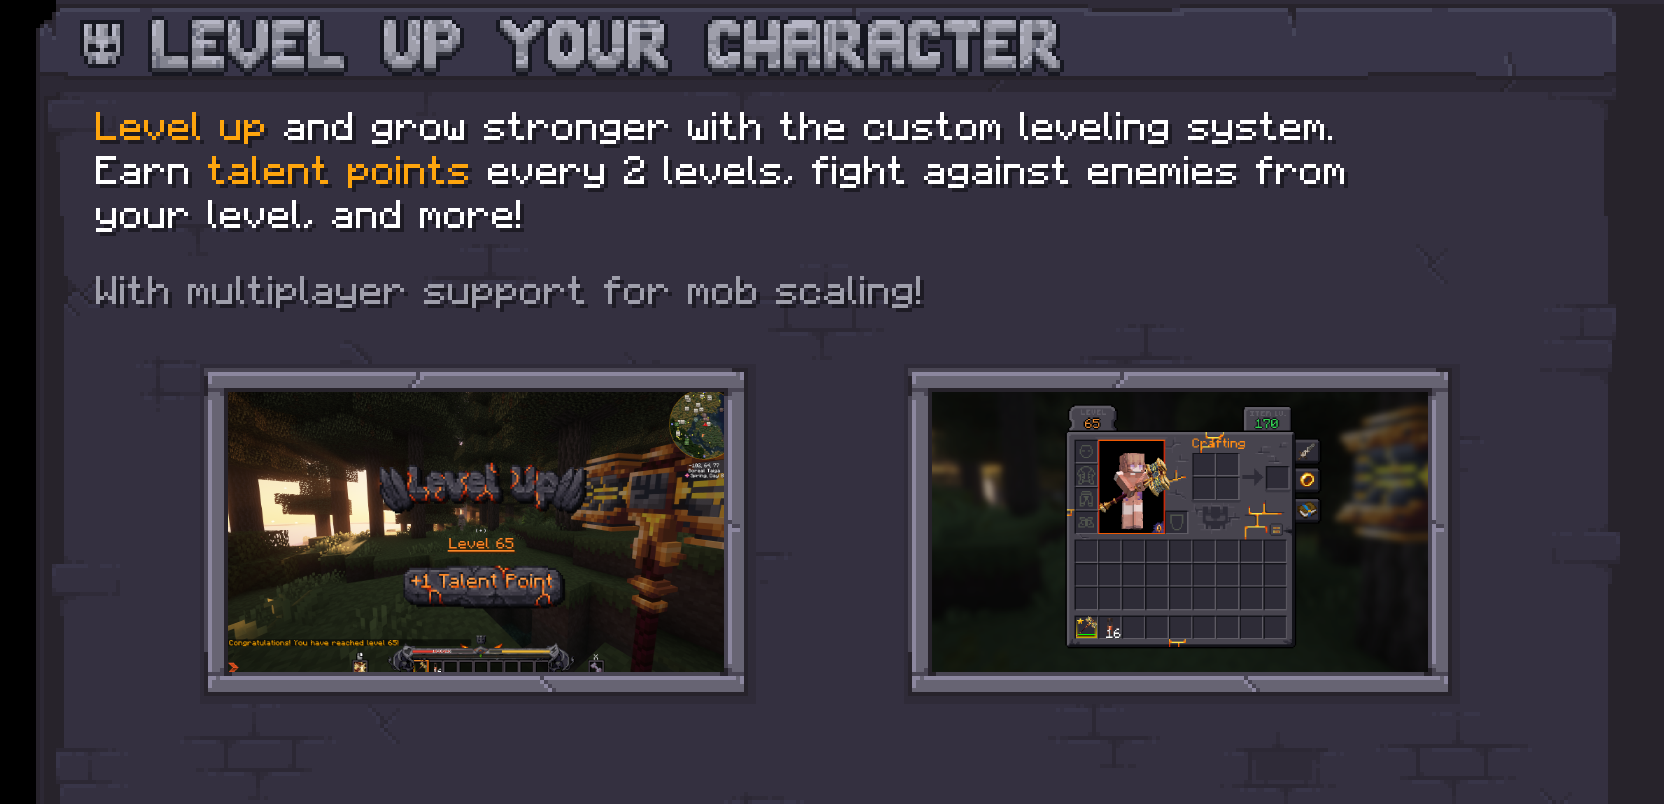 LEVEL UP YOUR CHARACTER
Level up and grow stronger with the custom leveling system.
Earn talent points every 2 levels, fight against enemies from
your level, and more!
With multiplayer support for mob scaling!
Level Up
Level 65
+1 Talent Point
Congratulations! You have reached level 65!
LEVEL
65
170
Crafting
16